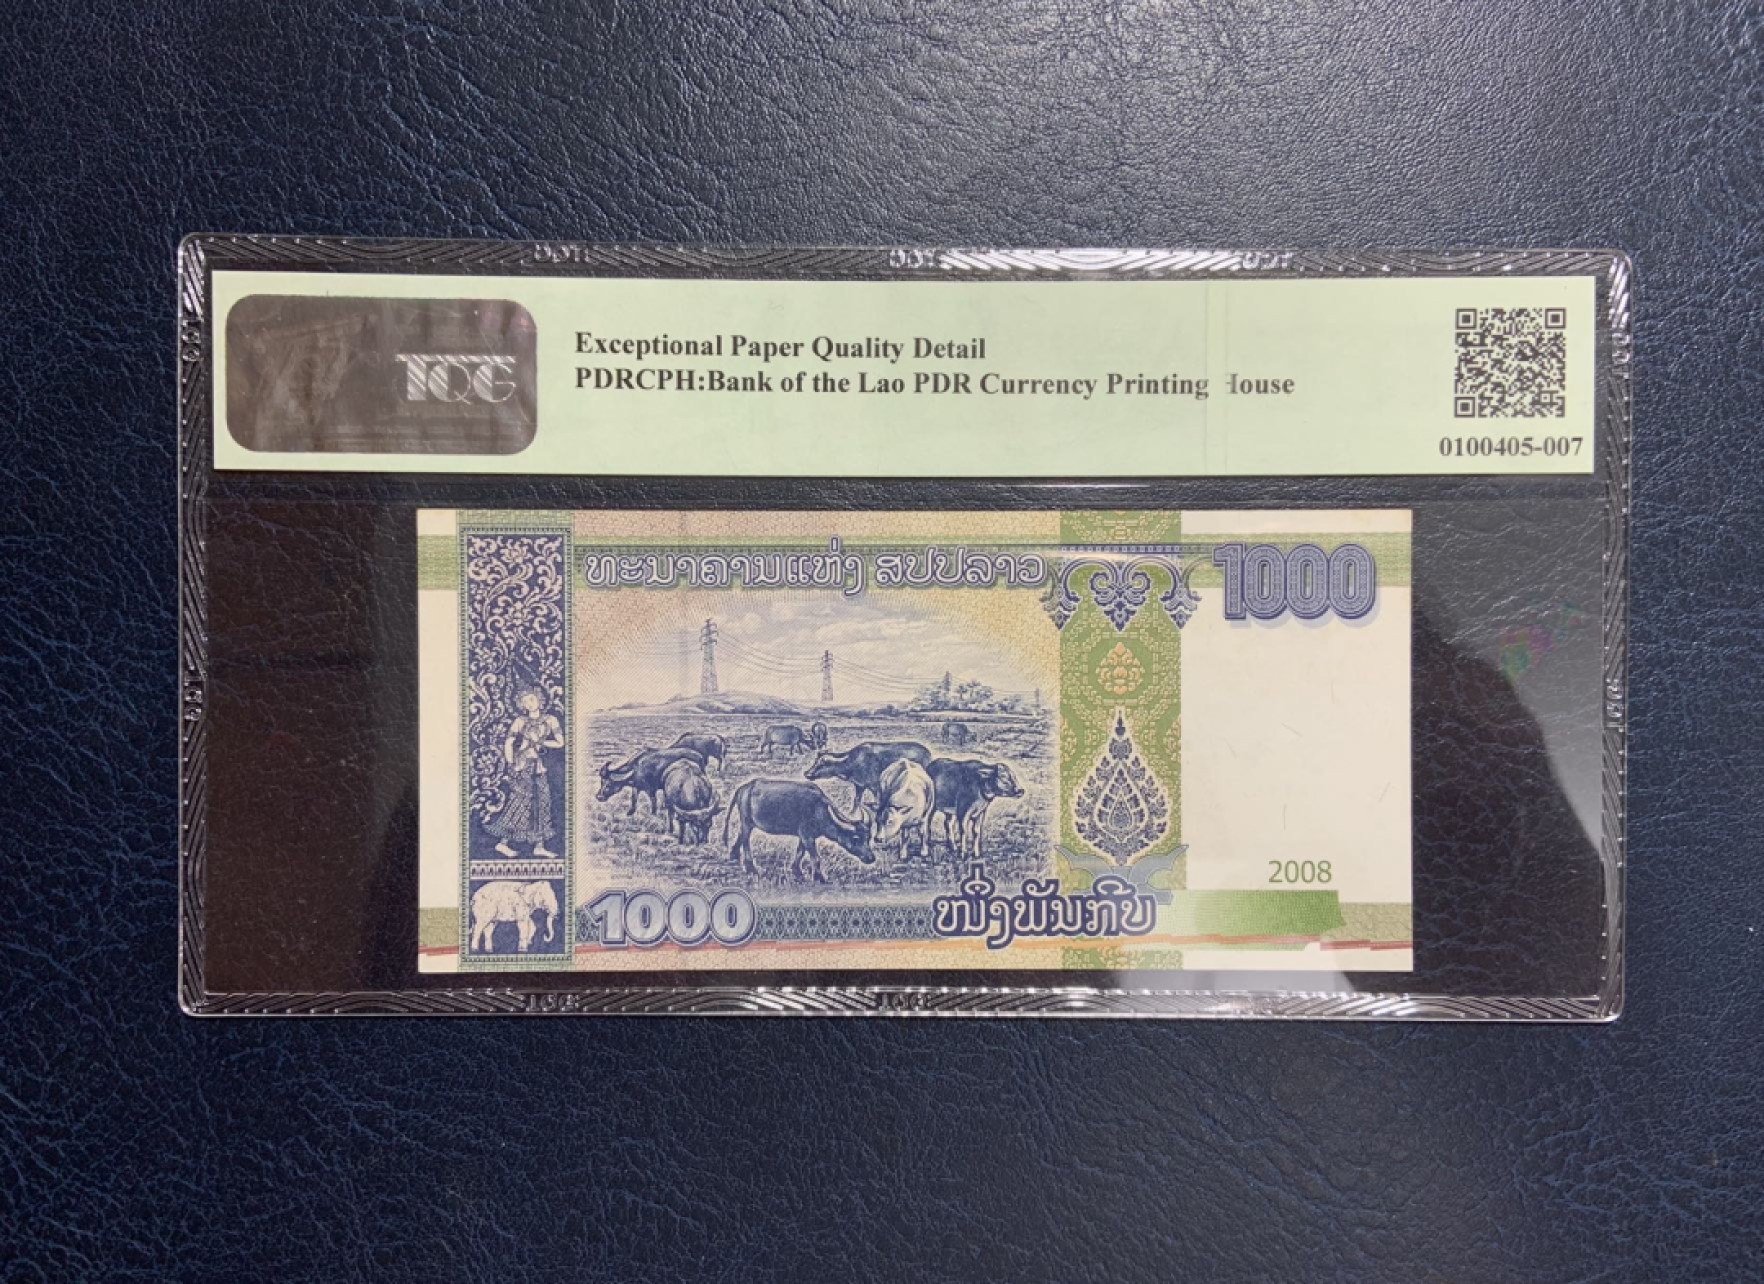 TQG
Exceptional Paper Quality Detail
PDRCPH:Bank of the Lao PDR Currency Printing House
0100405-007
ທະນາຄານແຫ່ງ ສປປລາວ
1000
2008
1000
ໜຶ່ງພັນກີບ